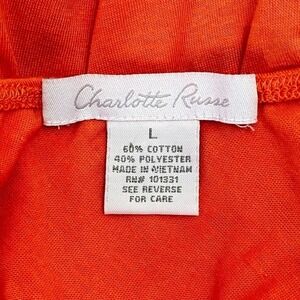 Charlotte Russe
L
60% COTTON
40% POLYESTER
MADE IN VIETNAM
RN# 101331
SEE REVERSE
FOR CARE